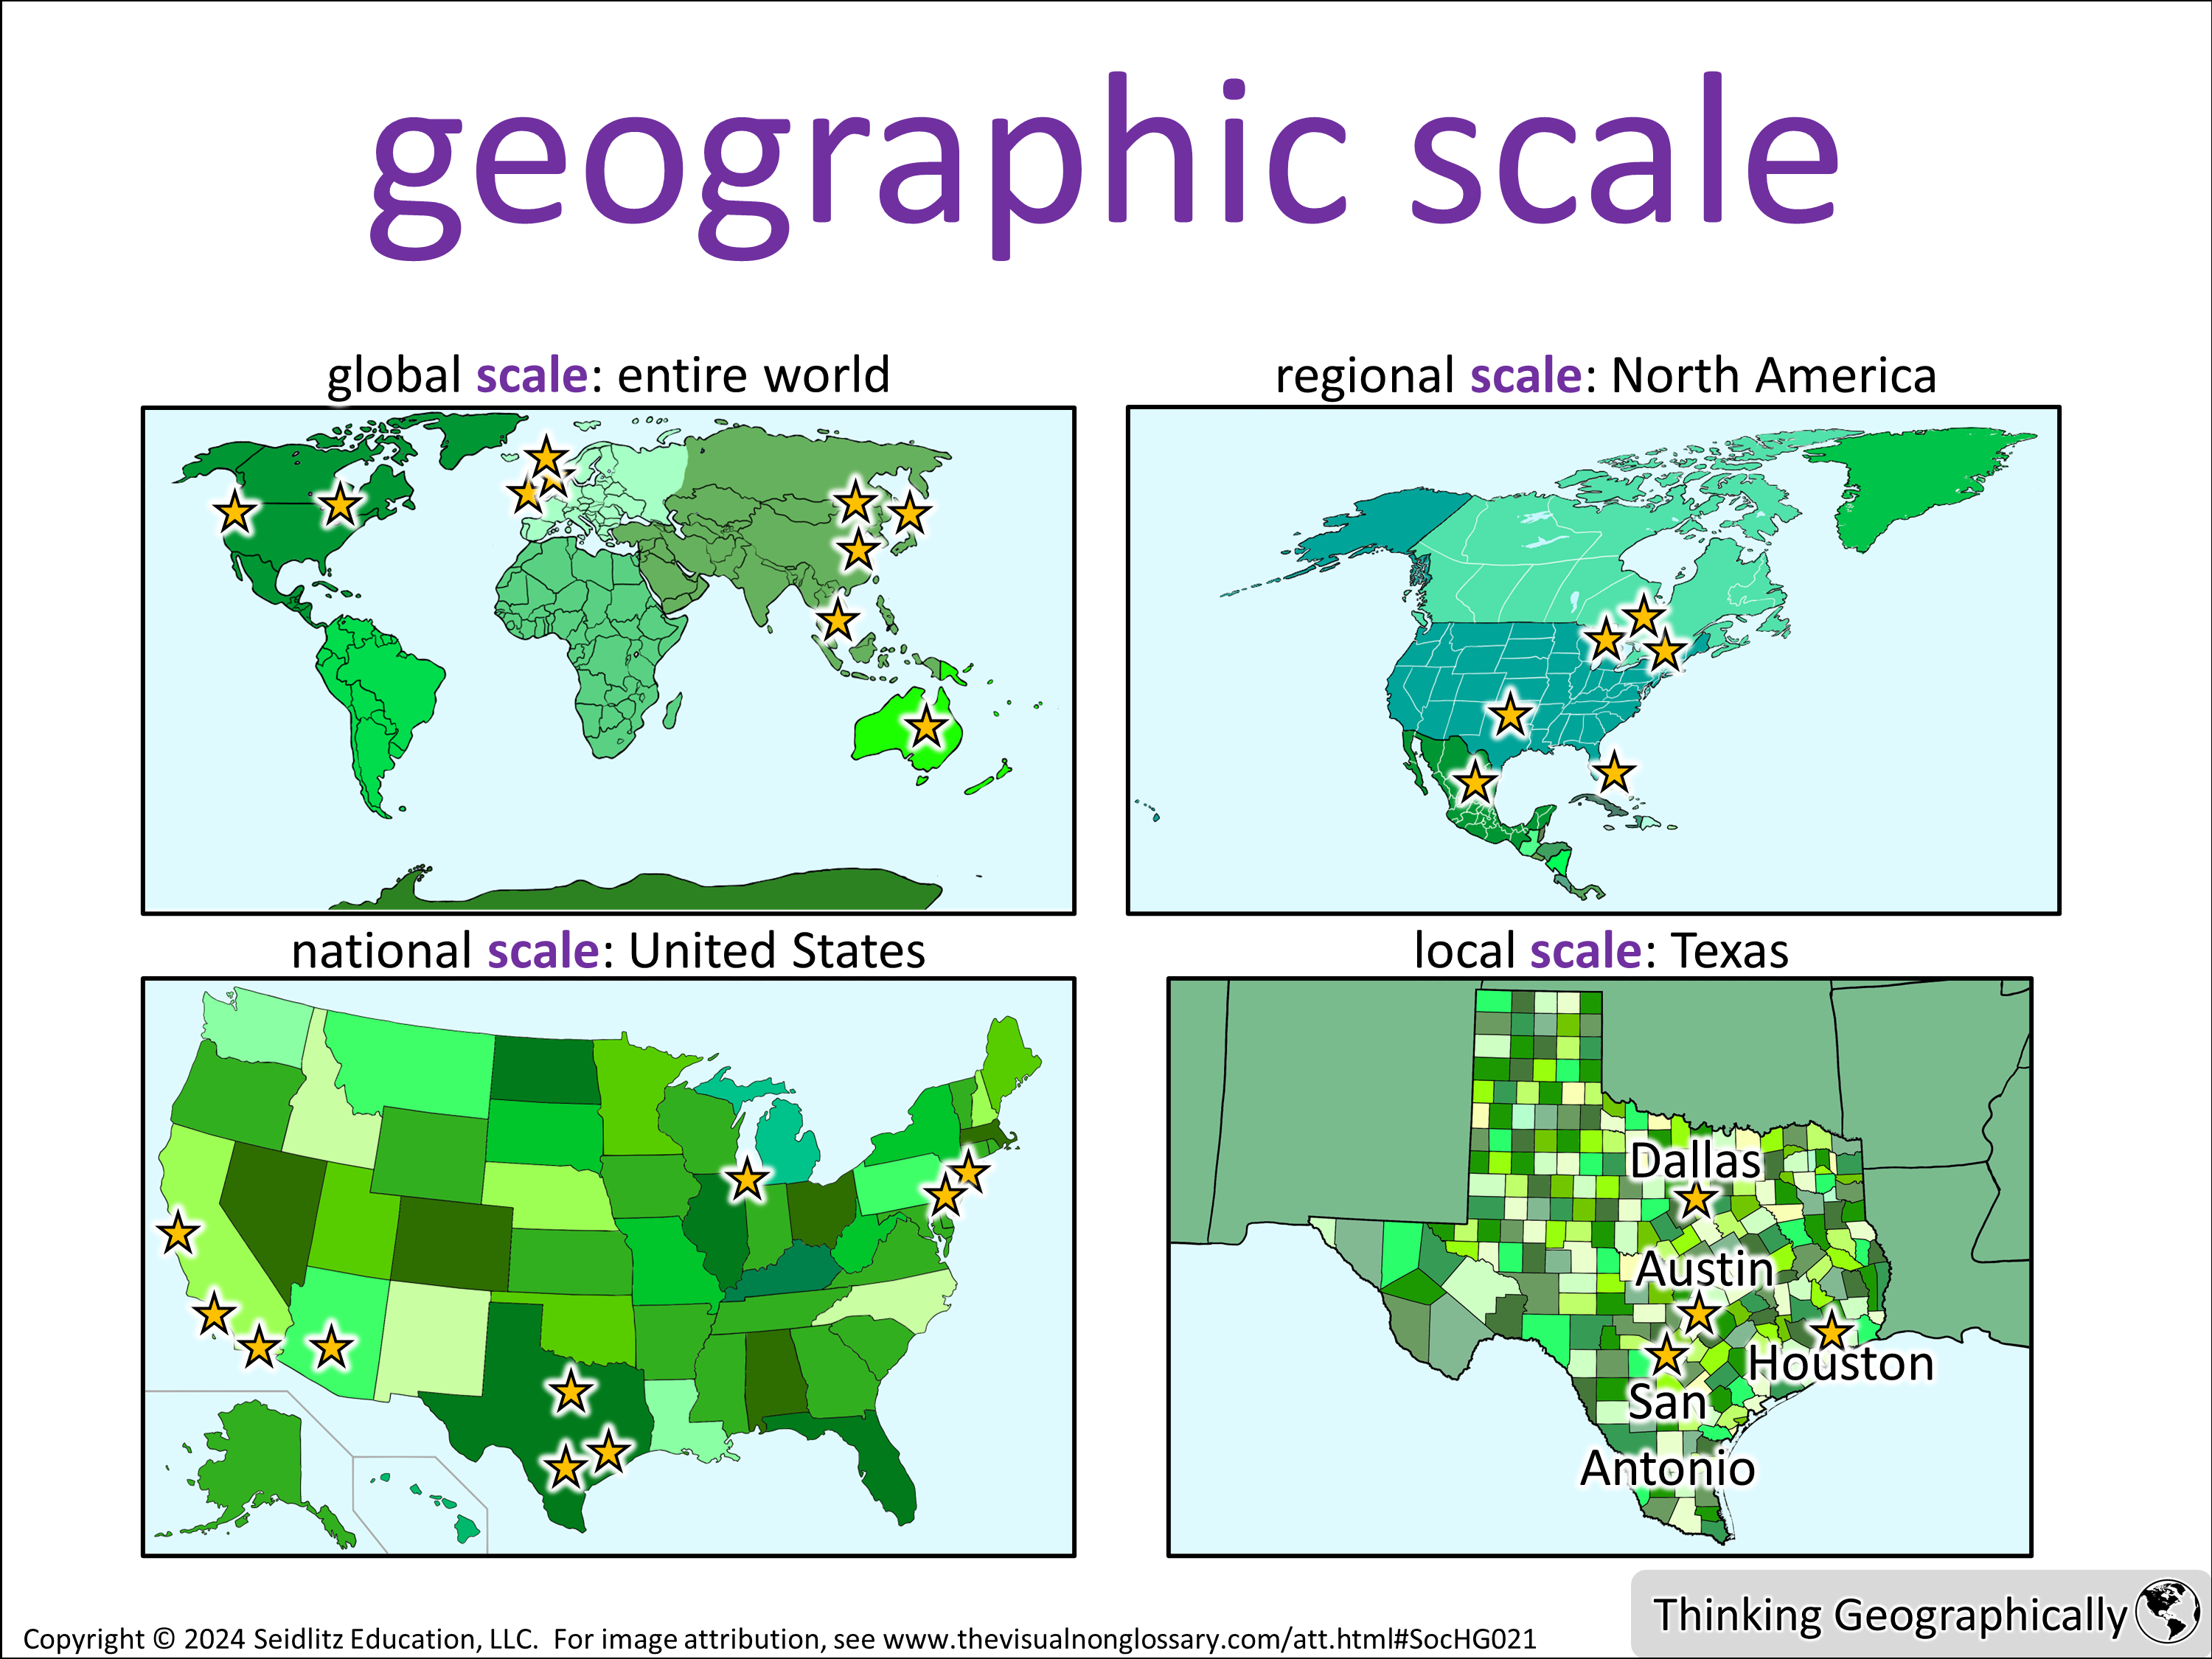 geographic scale
global scale: entire world
regional scale: North America
national scale: United States
local scale: Texas
Dallas
Austin
Houston
San
Antonio
Thinking Geographically
Copyright © 2024 Seidlitz Education, LLC.  For image attribution, see www.thevisualnonglossary.com/att.html#SocHG021